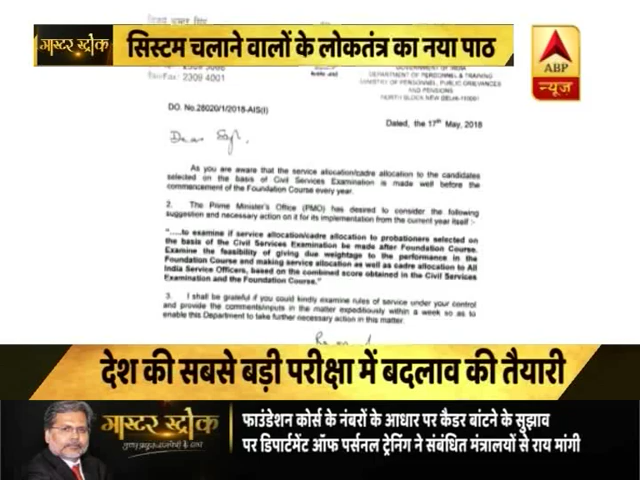 मास्टर स्ट्रोक
सिस्टम चलाने वालों के लोकतंत्र का नया पाठ
ABP
न्यूज़
2309 4001
GOVERNMENT OF INDIA
DEPARTMENT OF PERSONNEL & TRAINING
MINISTRY OF PERSONNEL, PUBLIC GRIEVANCES
AND PENSIONS
NORTH BLOCK NEW DELHI-110001
DO. No.28020/1/2018-AIS(I)
Dated, the 17th May, 2018
Dear
As you are aware that the service allocation/cadre allocation to the candidates
selected on the basis of Civil Services Examination is made well before the
commencement of the Foundation Course every year.
2. The Prime Minister's Office (PMO) has desired to consider the following
suggestion and necessary action on it for its implementation from the current year itself :-
".....to examine if service allocation/cadre allocation to probationers selected on
the basis of the Civil Services Examination be made after Foundation Course.
Examine the feasibility of giving due weightage to the performance in the
Foundation Course and making service allocation as well as cadre allocation to All
India Service Officers, based on the combined score obtained in the Civil Services
Examination and the Foundation Course."
3. I shall be grateful if you could kindly examine rules of service under your control
and provide the comments/inputs in the matter expeditiously within a week so as to
enable this Department to take further necessary action in this matter.
देश की सबसे बड़ी परीक्षा में बदलाव की तैयारी
मास्टर स्ट्रोक
फाउंडेशन कोर्स के नंबरों के आधार पर कैडर बांटने के सुझाव
पर डिपार्टमेंट ऑफ पर्सनल ट्रेनिंग ने संबंधित मंत्रालयों से राय मांगी